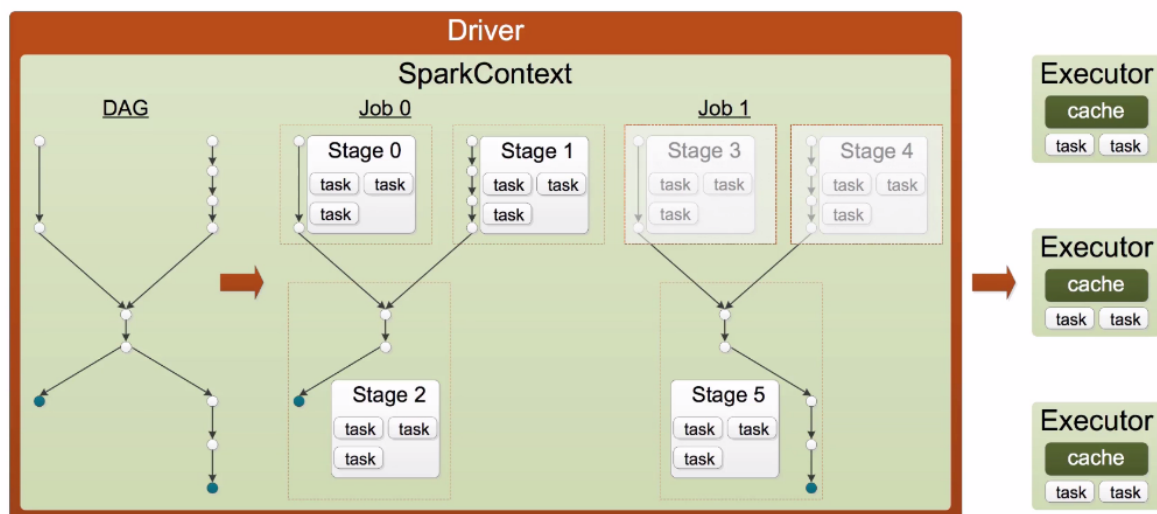 Driver
SparkContext
DAG
Job 0
Job 1
Stage 0
task task
task
Stage 1
task task
task
Stage 3
task task
task
Stage 4
task task
task
Stage 2
task task
task
Stage 5
task task
task
Executor
cache
task task
Executor
cache
task task
Executor
cache
task task